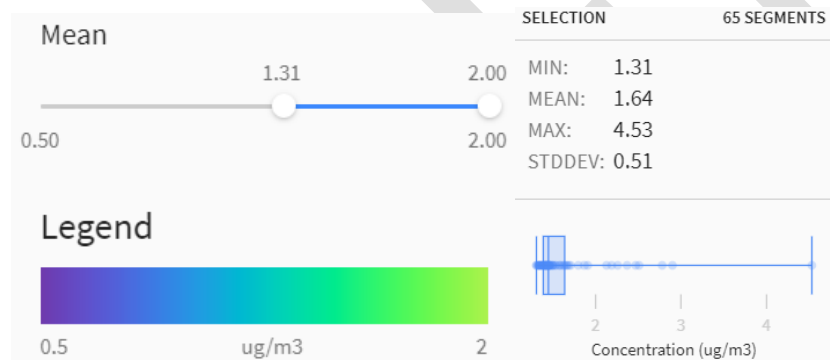 Mean
1.31 2.00
0.50 2.00
Legend
0.5 ug/m3 2
SELECTION 65 SEGMENTS
MIN: 1.31
MEAN: 1.64
MAX: 4.53
STDDEV: 0.51
2 3 4
Concentration (ug/m3)